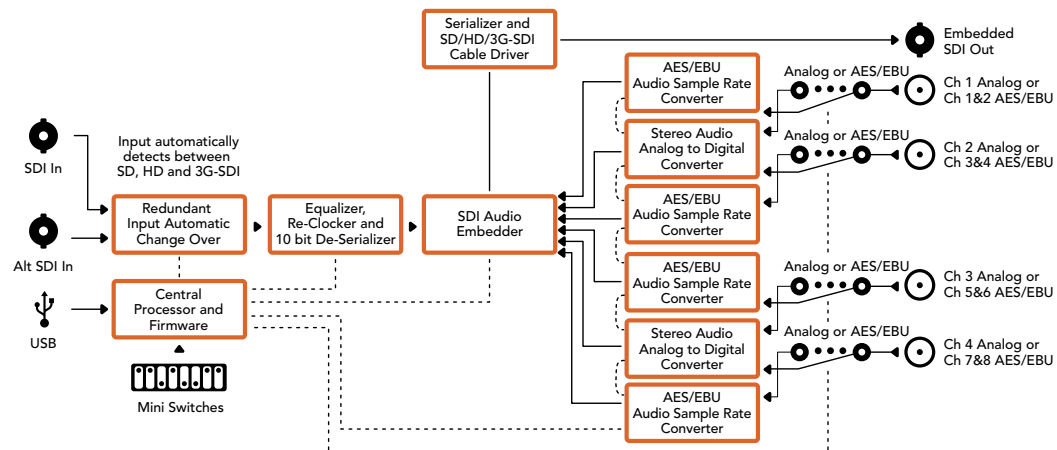 Serializer and
SD/HD/3G-SDI
Cable Driver
Embedded
SDI Out
AES/EBU
Audio Sample Rate
Converter
Analog or AES/EBU
Ch 1 Analog or
Ch 1&2 AES/EBU
SDI In
Input automatically
detects between
SD, HD and 3G-SDI
Stereo Audio
Analog to Digital
Converter
Analog or AES/EBU
Ch 2 Analog or
Ch 3&4 AES/EBU
Alt SDI In
Redundant
Input Automatic
Change Over
Equalizer,
Re-Clocker and
10 bit De-Serializer
SDI Audio
Embedder
AES/EBU
Audio Sample Rate
Converter
USB
Central
Processor and
Firmware
AES/EBU
Audio Sample Rate
Converter
Analog or AES/EBU
Ch 3 Analog or
Ch 5&6 AES/EBU
Stereo Audio
Analog to Digital
Converter
Analog or AES/EBU
Ch 4 Analog or
Ch 7&8 AES/EBU
Mini Switches
AES/EBU
Audio Sample Rate
Converter